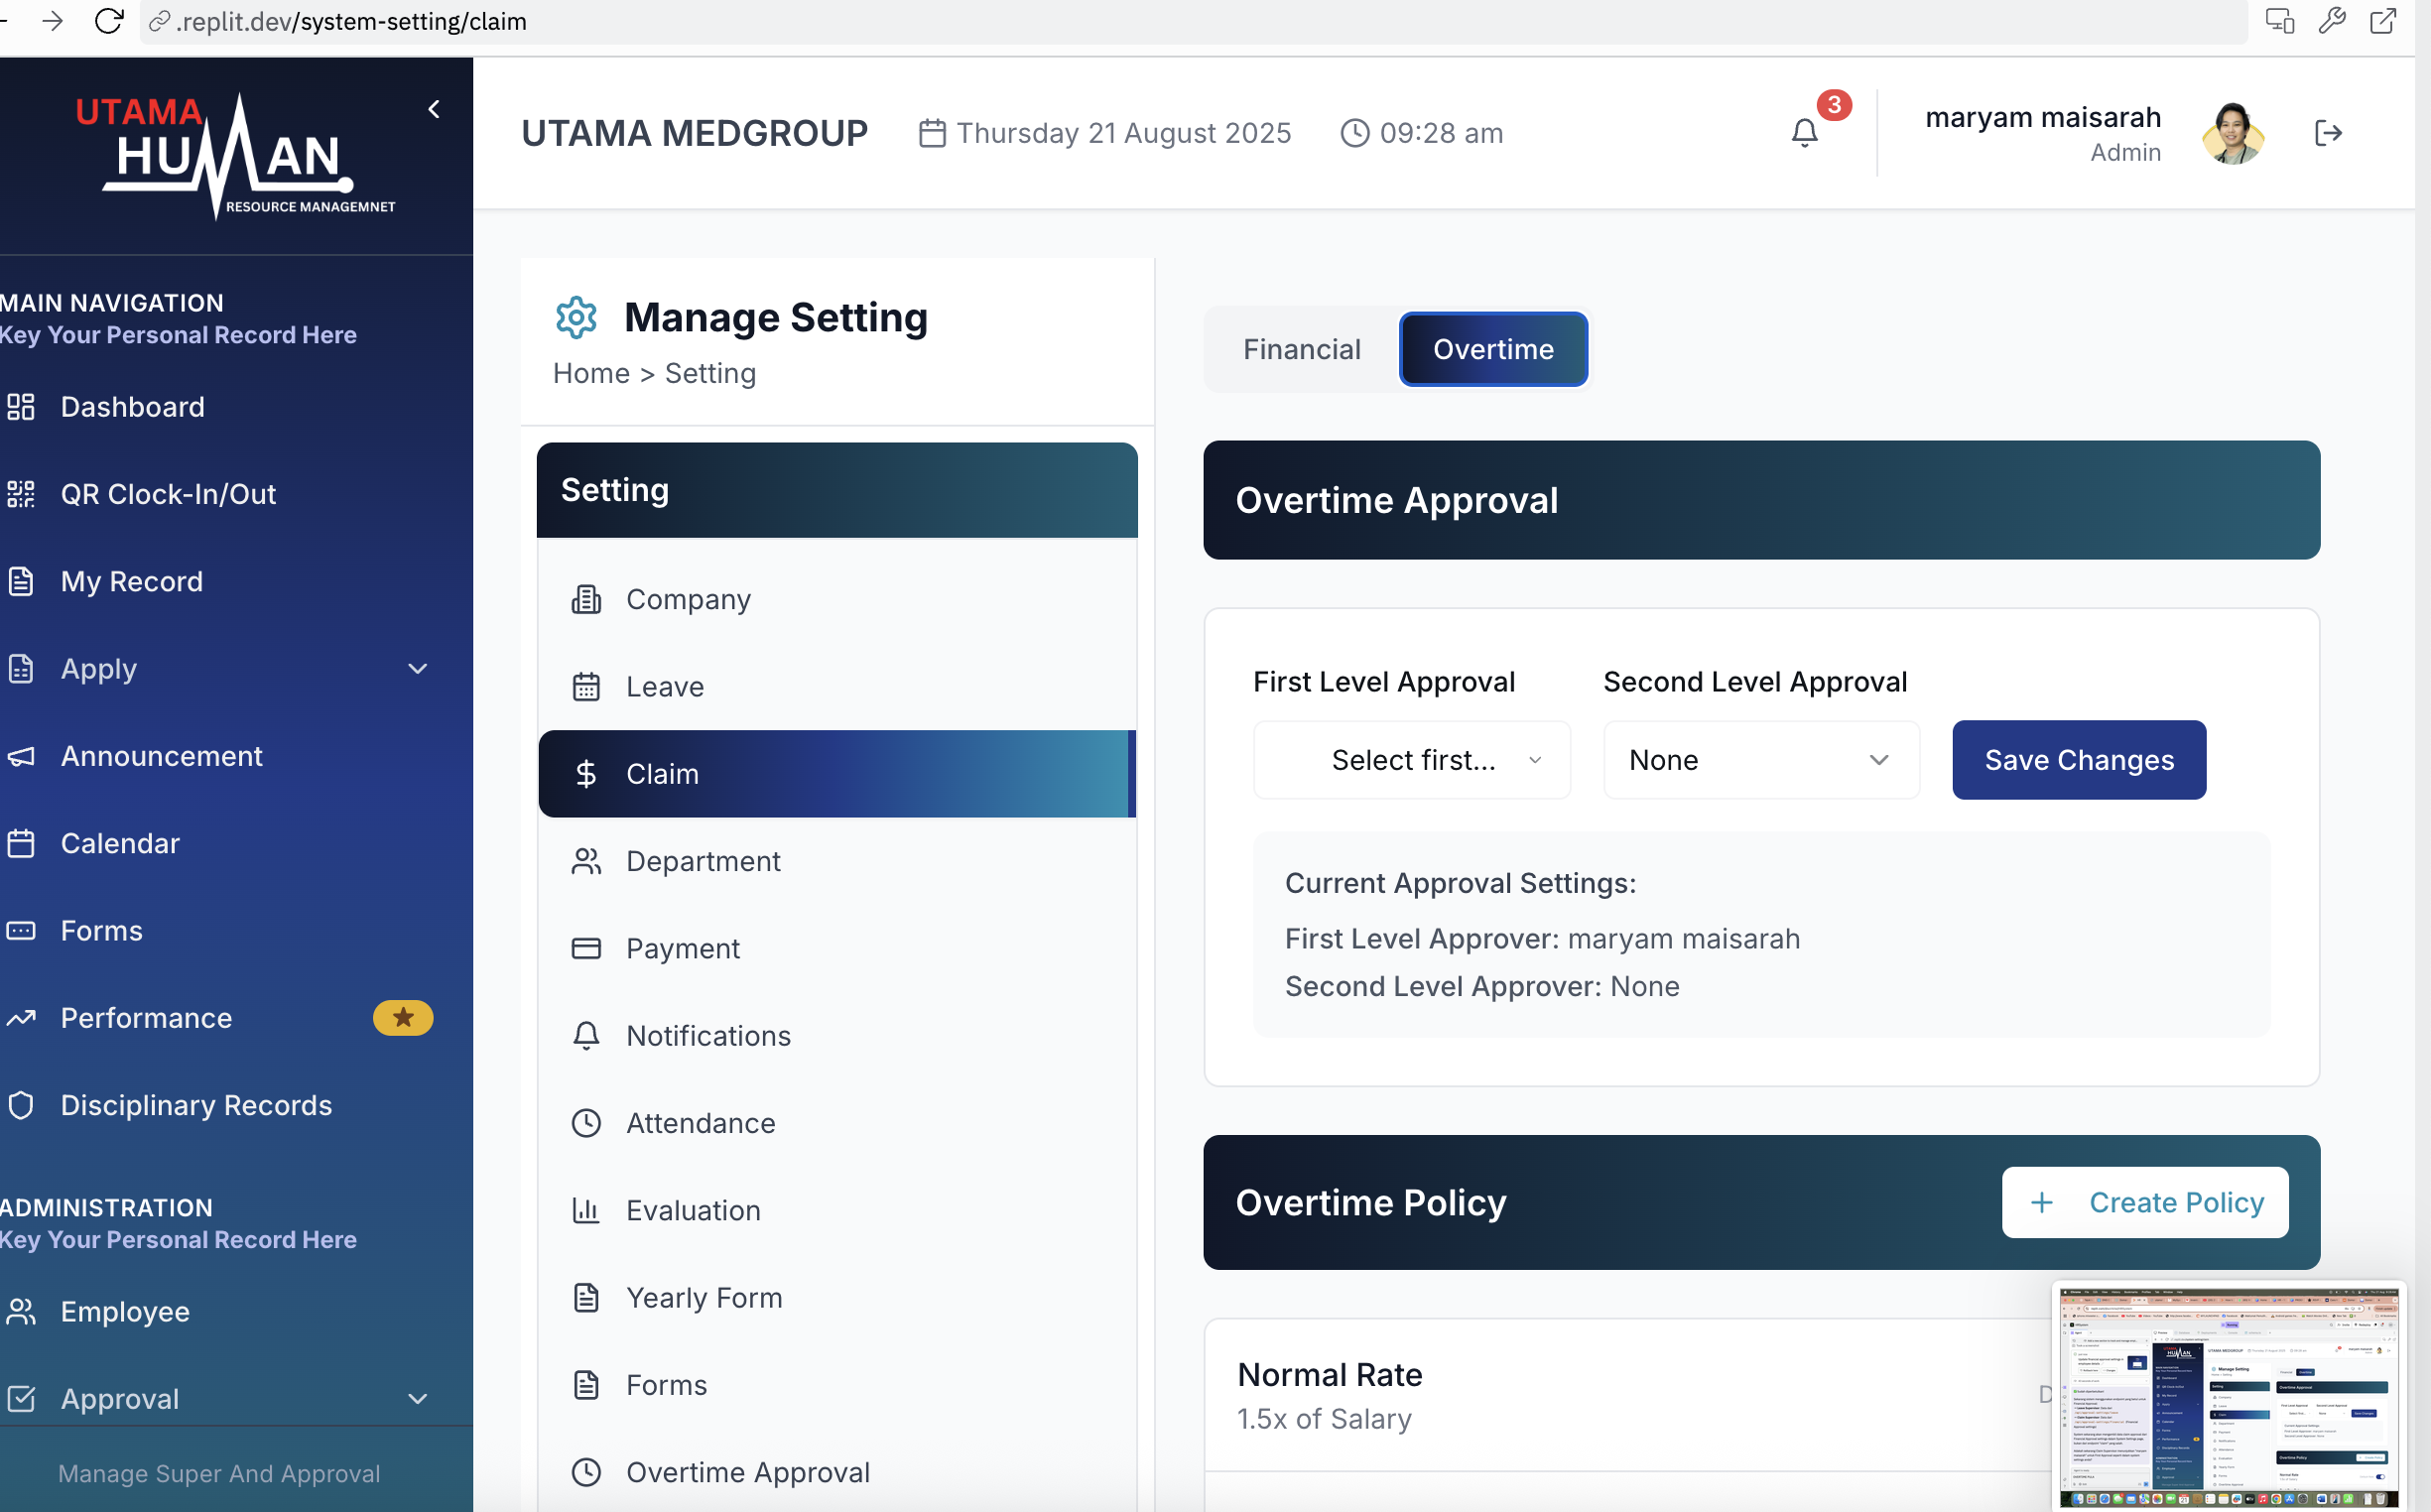 .replit.dev/system-setting/claim
UTAMA
HUMAN
RESOURCE MANAGEMNET
MAIN NAVIGATION
Key Your Personal Record Here
Dashboard
QR Clock-In/Out
My Record
Apply
Announcement
Calendar
Forms
Performance
Disciplinary Records
ADMINISTRATION
Key Your Personal Record Here
Employee
Approval
Manage Super And Approval
UTAMA MEDGROUP
Thursday 21 August 2025
09:28 am
3
maryam maisarah
Admin
Manage Setting
Home > Setting
Setting
Company
Leave
Claim
Department
Payment
Notifications
Attendance
Evaluation
Yearly Form
Forms
Overtime Approval
Financial
Overtime
Overtime Approval
First Level Approval
Second Level Approval
Select first...
None
Save Changes
Current Approval Settings:
First Level Approver: maryam maisarah
Second Level Approver: None
Overtime Policy
+ Create Policy
Normal Rate
1.5x of Salary